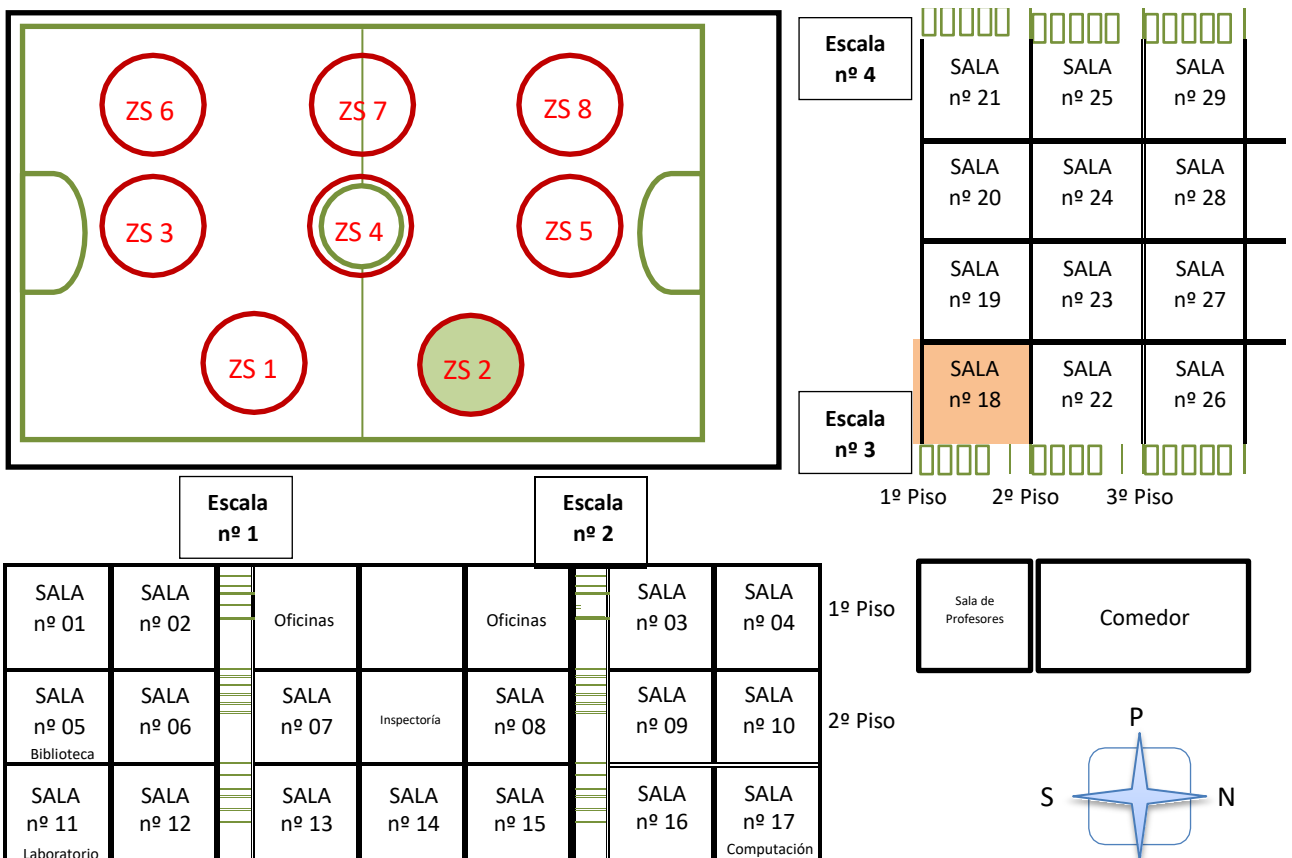 ZS 6
ZS 7
ZS 8
ZS 3
ZS 4
ZS 5
ZS 1
ZS 2
Escala
nº 4
SALA
nº 21
SALA
nº 25
SALA
nº 29
SALA
nº 20
SALA
nº 24
SALA
nº 28
SALA
nº 19
SALA
nº 23
SALA
nº 27
SALA
nº 18
SALA
nº 22
SALA
nº 26
Escala
nº 3
1º Piso
2º Piso
3º Piso
Escala
nº 1
Escala
nº 2
SALA
nº 01
SALA
nº 02
Oficinas
Oficinas
SALA
nº 03
SALA
nº 04
1º Piso
SALA
nº 05
Biblioteca
SALA
nº 06
SALA
nº 07
Inspectoría
SALA
nº 08
SALA
nº 09
SALA
nº 10
2º Piso
SALA
nº 11
Laboratorio
SALA
nº 12
SALA
nº 13
SALA
nº 14
SALA
nº 15
SALA
nº 16
SALA
nº 17
Computación
Sala de
Profesores
Comedor
P
S
N